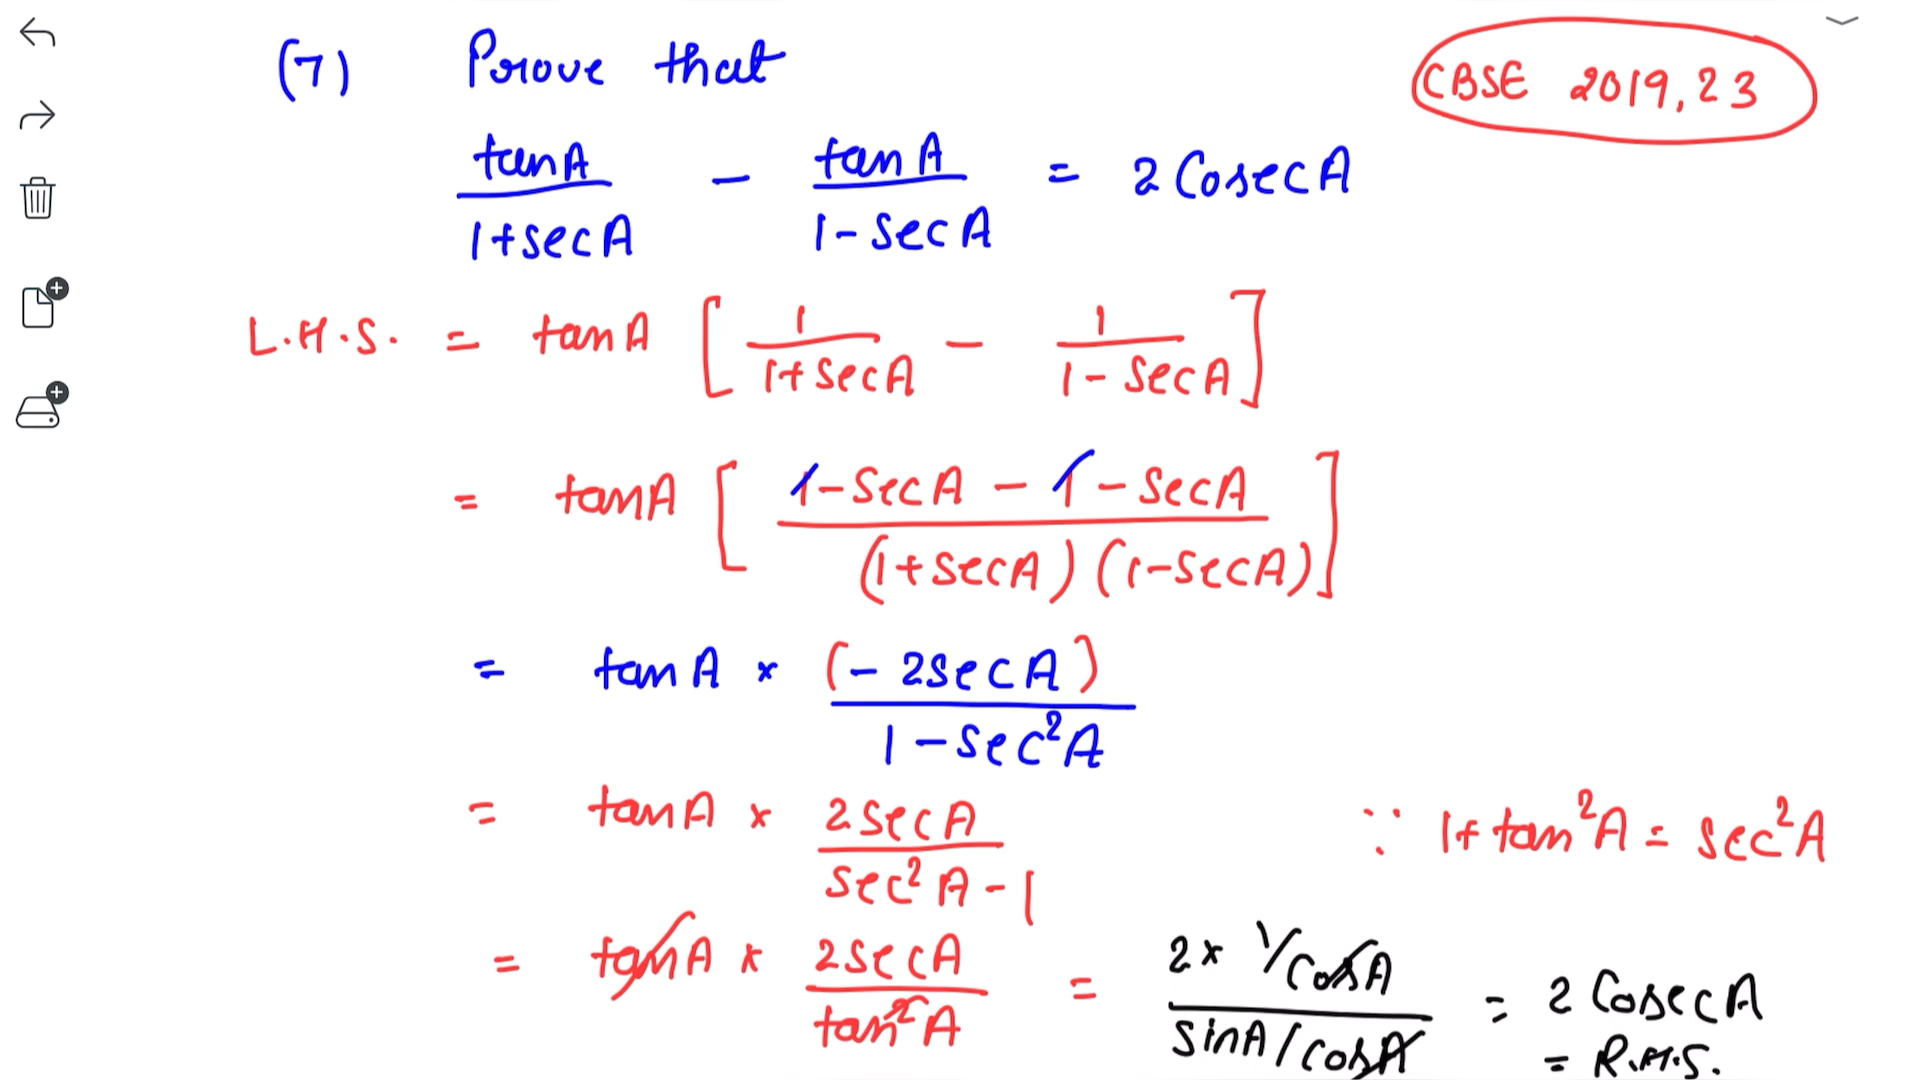 (7) Prove that
CBSE 2019, 23
tanA/1+secA - tanA/1-secA = 2 CosecA
L.H.S. = tanA [1/1+secA - 1/1-secA]
= tanA [1-secA - 1-secA/(1+secA)(1-secA)]
= tanA × (-2secA)/1-sec²A
= tanA × 2secA/sec²A-1 ∵ 1+tan²A = sec²A
= tanA × 2secA/tan²A = 2×1/cosA/sinA/cosA = 2 CosecA
= R.H.S.